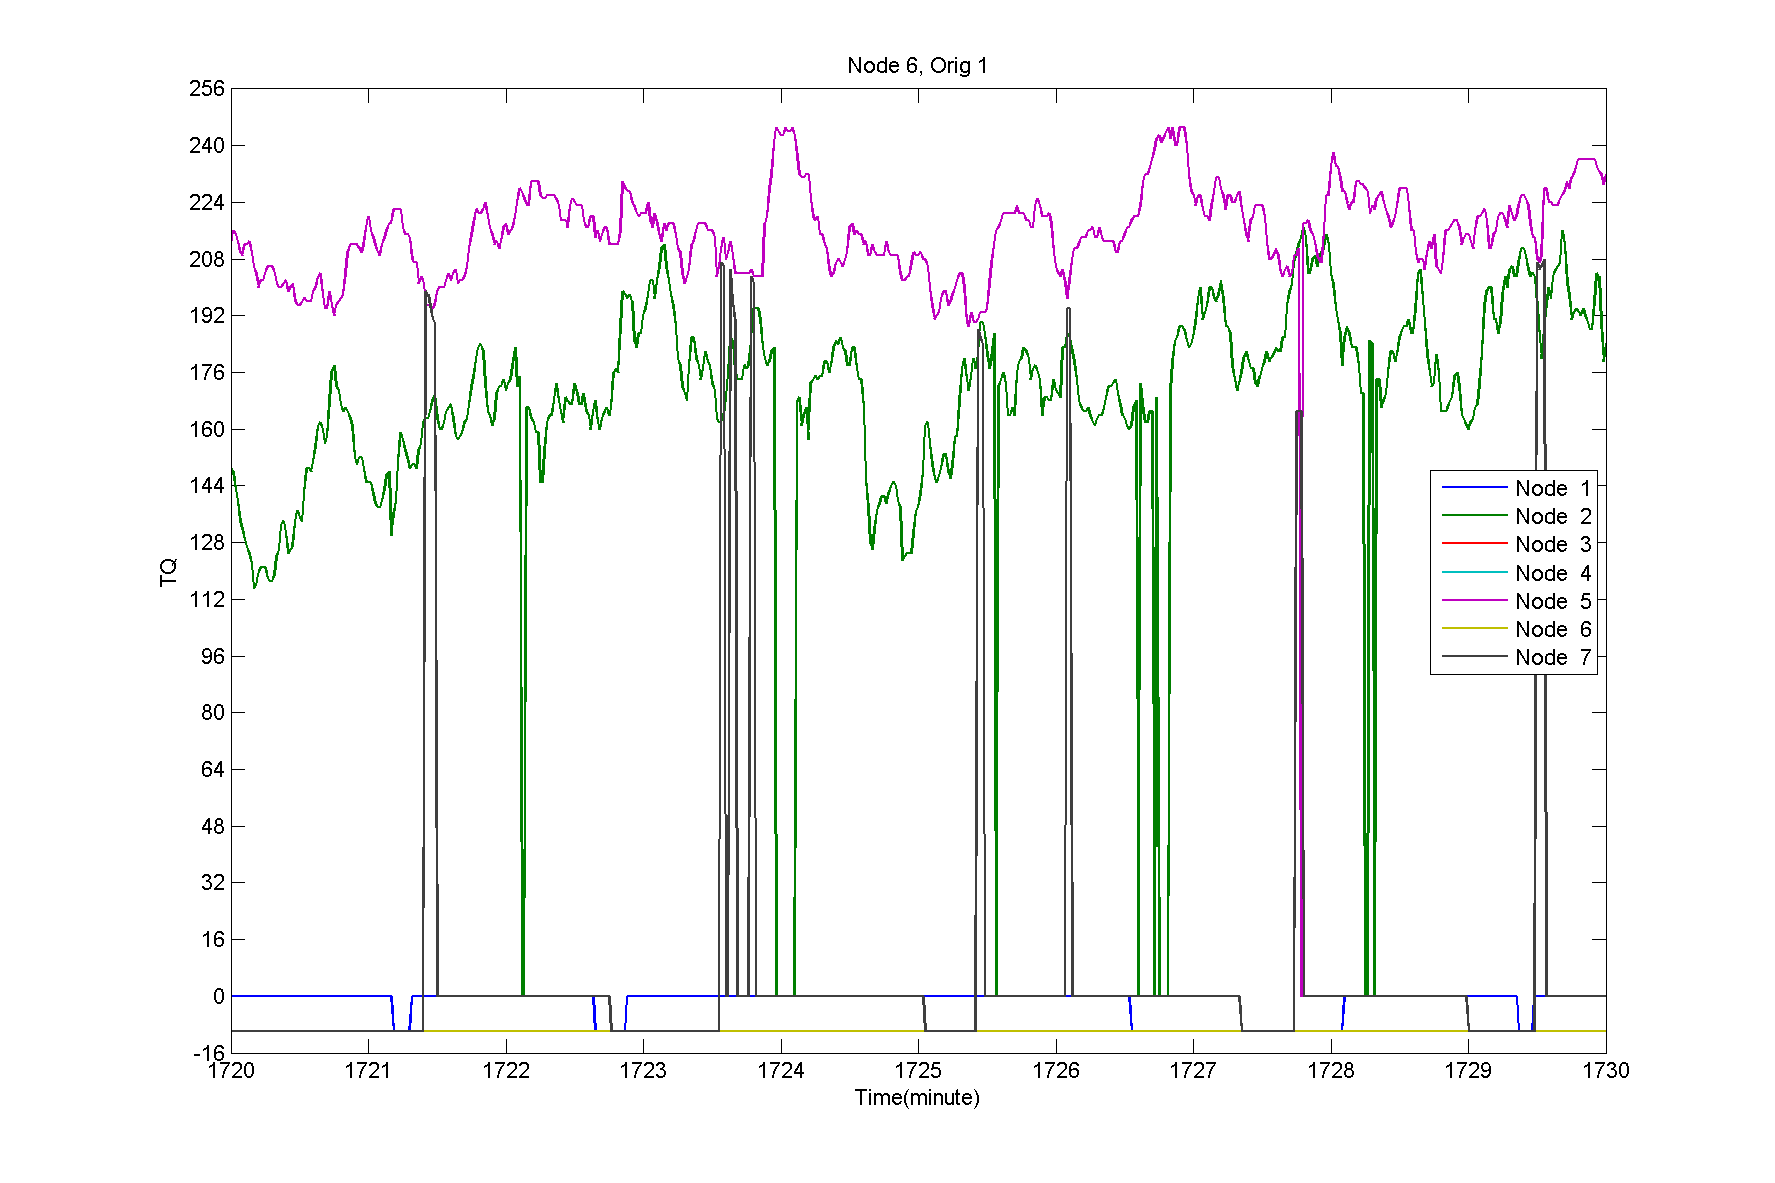 Node 6, Orig 1
256
240
224
208
192
176
160
144
128
112
96
80
64
48
32
16
0
-16
TQ
Node 1
Node 2
Node 3
Node 4
Node 5
Node 6
Node 7
1720 1721 1722 1723 1724 1725 1726 1727 1728 1729 1730
Time(minute)